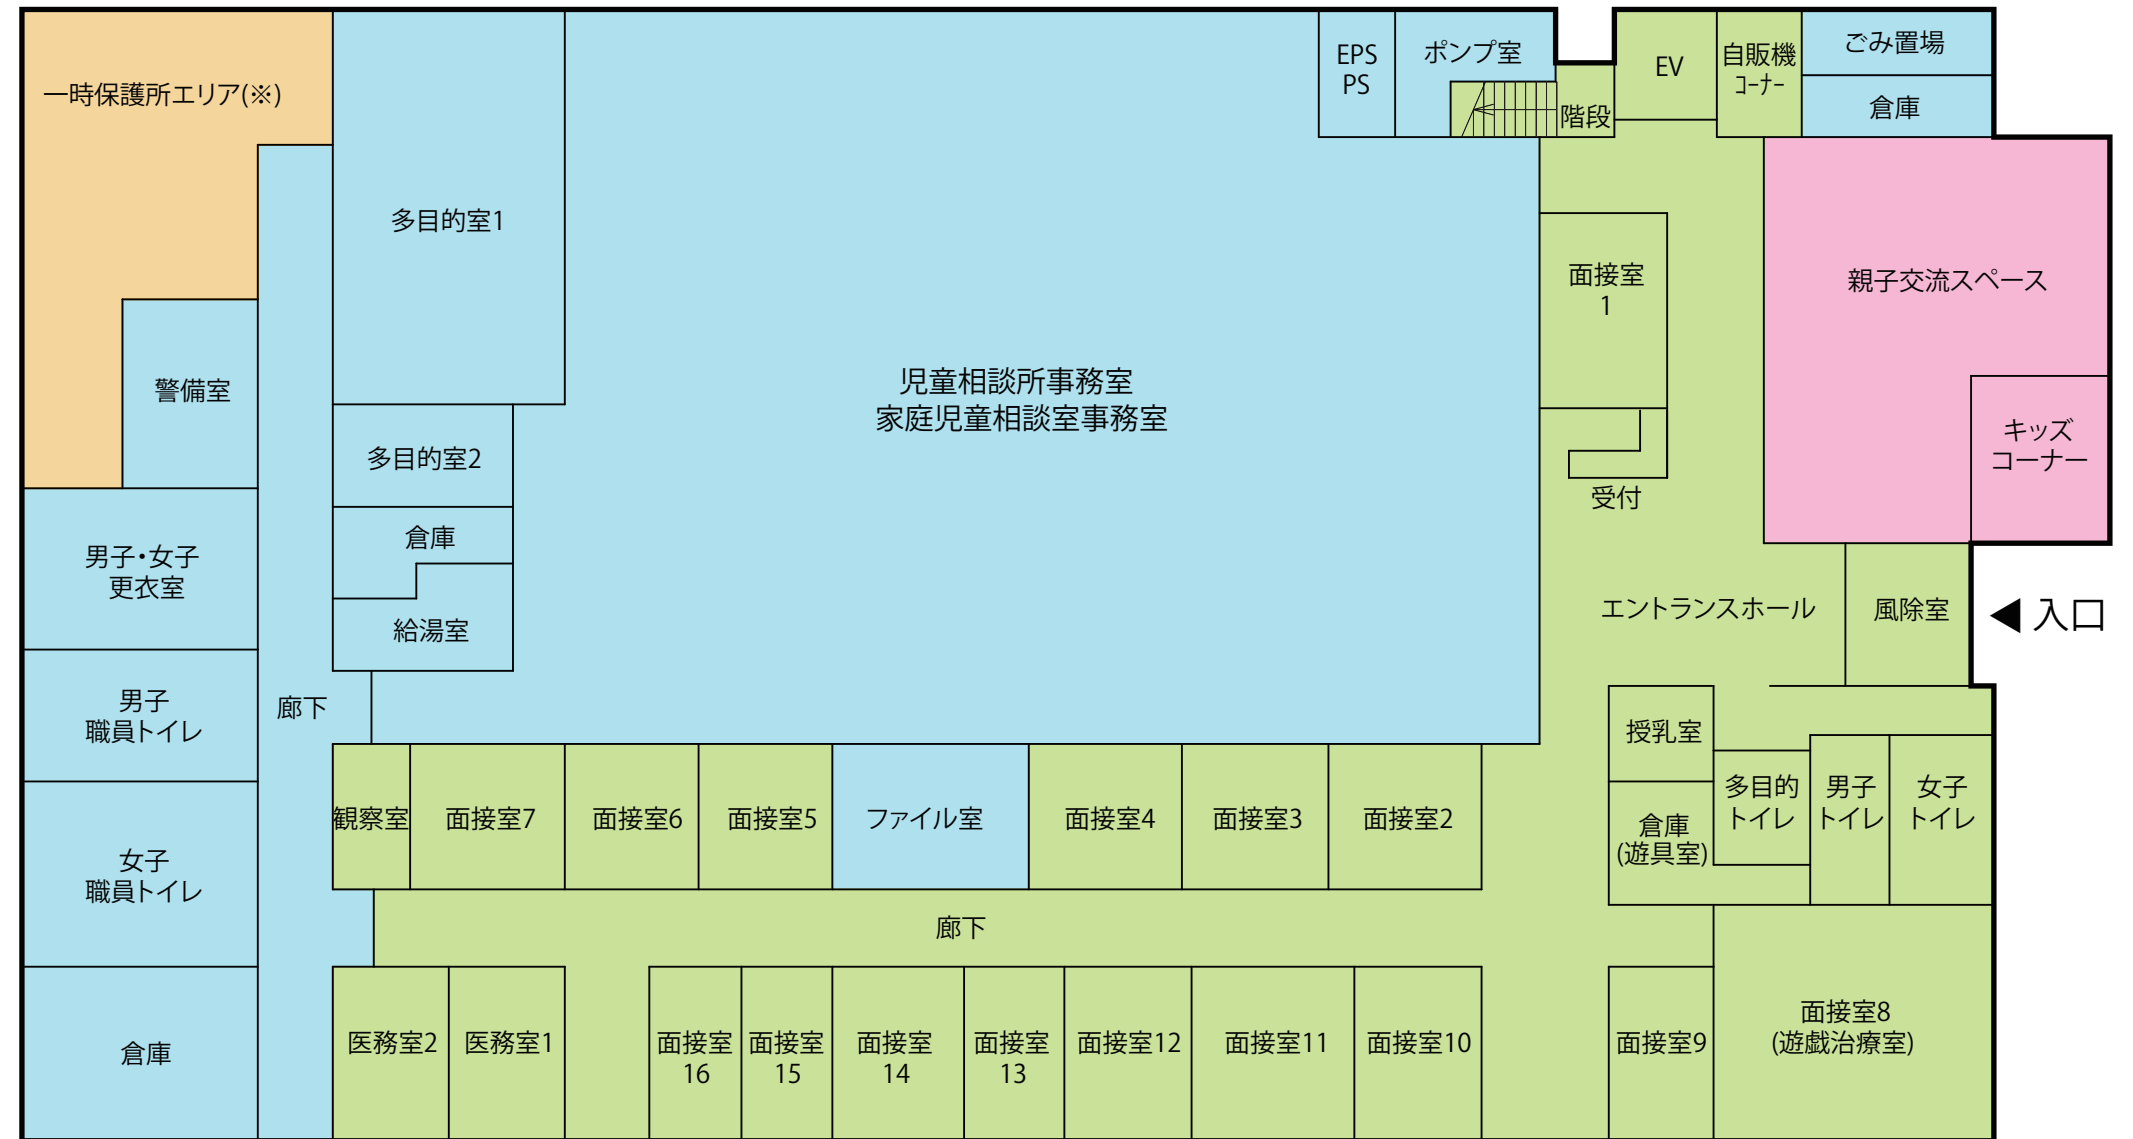 一時保護所エリア(※)
多目的室1
EPS
PS
ポンプ室
階段
EV
自販機
コーナー
ごみ置場
倉庫
面接室
1
親子交流スペース
キッズ
コーナー
警備室
児童相談所事務室
家庭児童相談室事務室
多目的室2
受付
倉庫
男子・女子
更衣室
給湯室
エントランスホール
風除室
◀ 入口
男子
職員トイレ
廊下
授乳室
観察室
面接室7
面接室6
面接室5
ファイル室
面接室4
面接室3
面接室2
倉庫
(遊具室)
多目的
トイレ
男子
トイレ
女子
トイレ
女子
職員トイレ
廊下
倉庫
医務室2
医務室1
面接室
16
面接室
15
面接室
14
面接室
13
面接室12
面接室11
面接室10
面接室9
面接室8
(遊戯治療室)